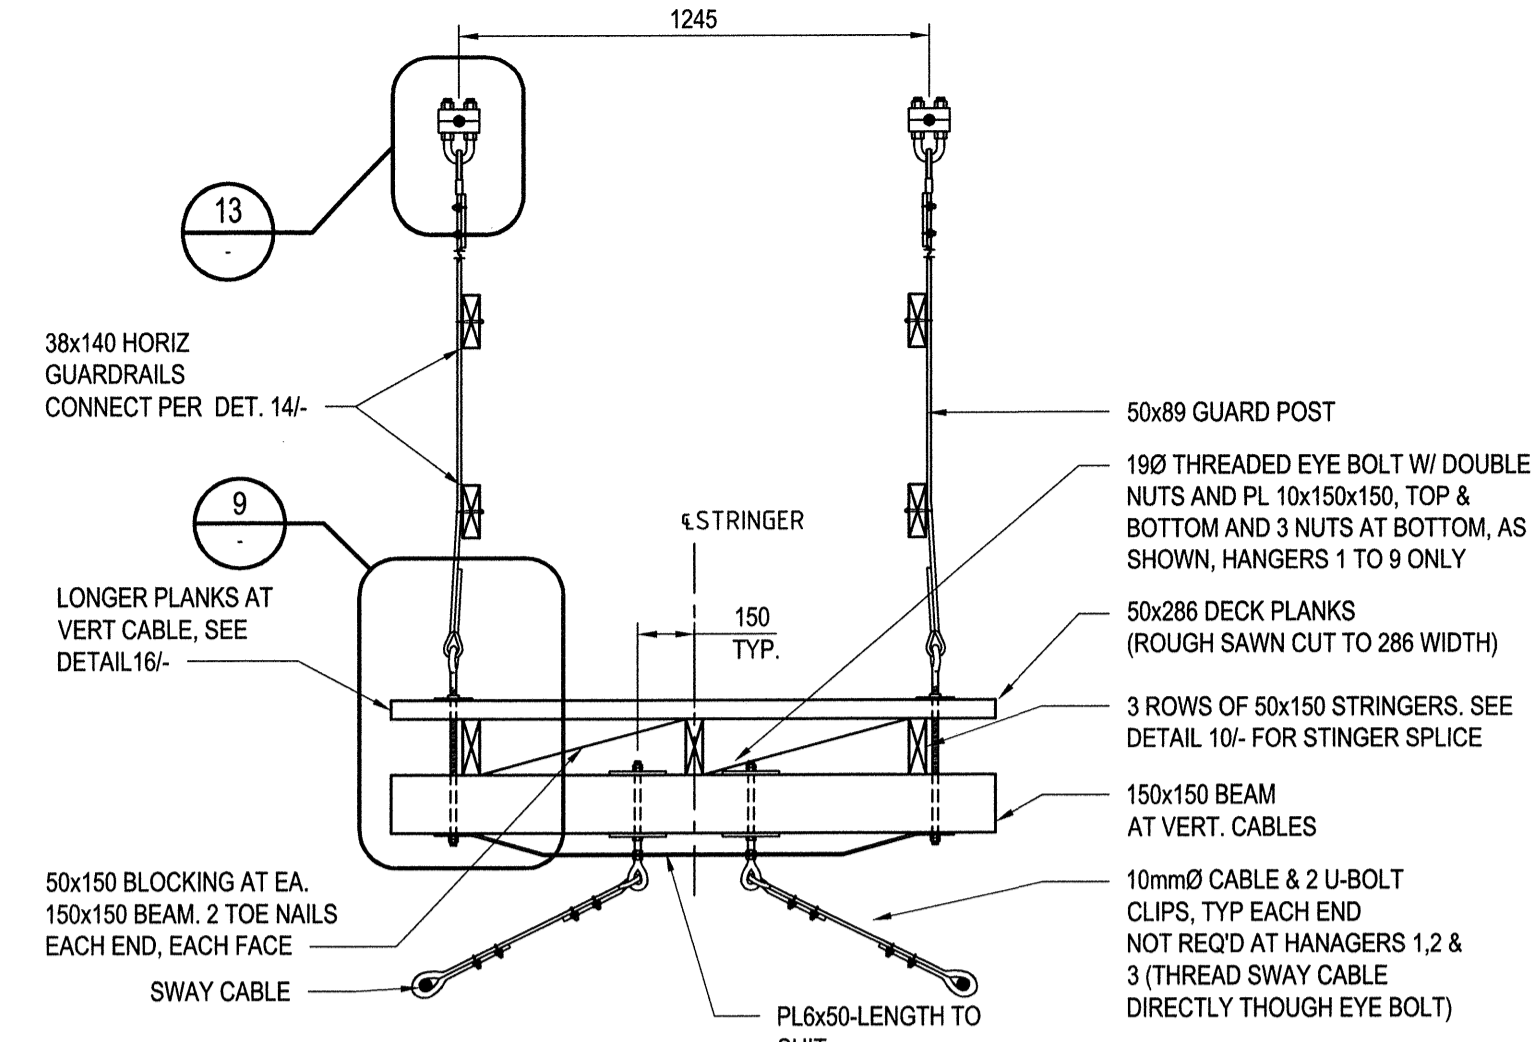 1245
13
-
38x140 HORIZ
GUARDRAILS
CONNECT PER DET. 14/-
50x89 GUARD POST
19Ø THREADED EYE BOLT W/ DOUBLE
NUTS AND PL 10x150x150, TOP &
BOTTOM AND 3 NUTS AT BOTTOM, AS
SHOWN, HANGERS 1 TO 9 ONLY
9
-
℄ STRINGER
LONGER PLANKS AT
VERT CABLE, SEE
DETAIL16/-
150
TYP.
50x286 DECK PLANKS
(ROUGH SAWN CUT TO 286 WIDTH)
3 ROWS OF 50x150 STRINGERS. SEE
DETAIL 10/- FOR STINGER SPLICE
150x150 BEAM
AT VERT. CABLES
50x150 BLOCKING AT EA.
150x150 BEAM. 2 TOE NAILS
EACH END, EACH FACE
SWAY CABLE
10mmØ CABLE & 2 U-BOLT
CLIPS, TYP EACH END
NOT REQ'D AT HANAGERS 1,2 &
3 (THREAD SWAY CABLE
DIRECTLY THOUGH EYE BOLT)
PL6x50-LENGTH TO